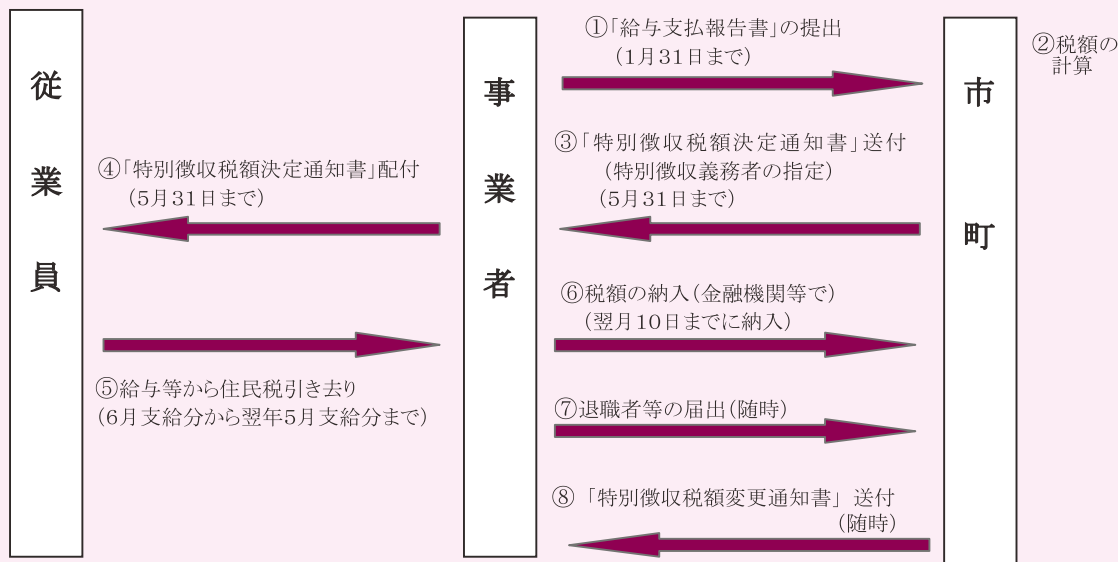 従業員
事業者
市町
①「給与支払報告書」の提出
(1月31日まで)
②税額の
計算
③「特別徴収税額決定通知書」送付
(特別徴収義務者の指定)
(5月31日まで)
④「特別徴収税額決定通知書」配付
(5月31日まで)
⑤給与等から住民税引き去り
(6月支給分から翌年5月支給分まで)
⑥税額の納入(金融機関等で)
(翌月10日までに納入)
⑦退職者等の届出(随時)
⑧「特別徴収税額変更通知書」送付
(随時)